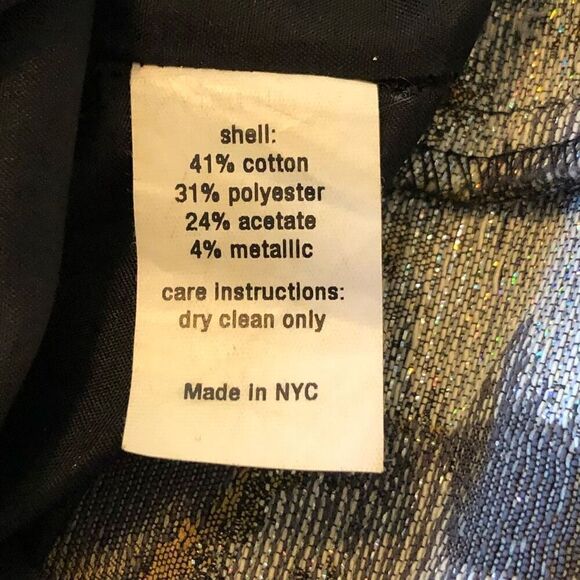 shell:
41% cotton
31% polyester
24% acetate
4% metallic
care instructions:
dry clean only
Made in NYC